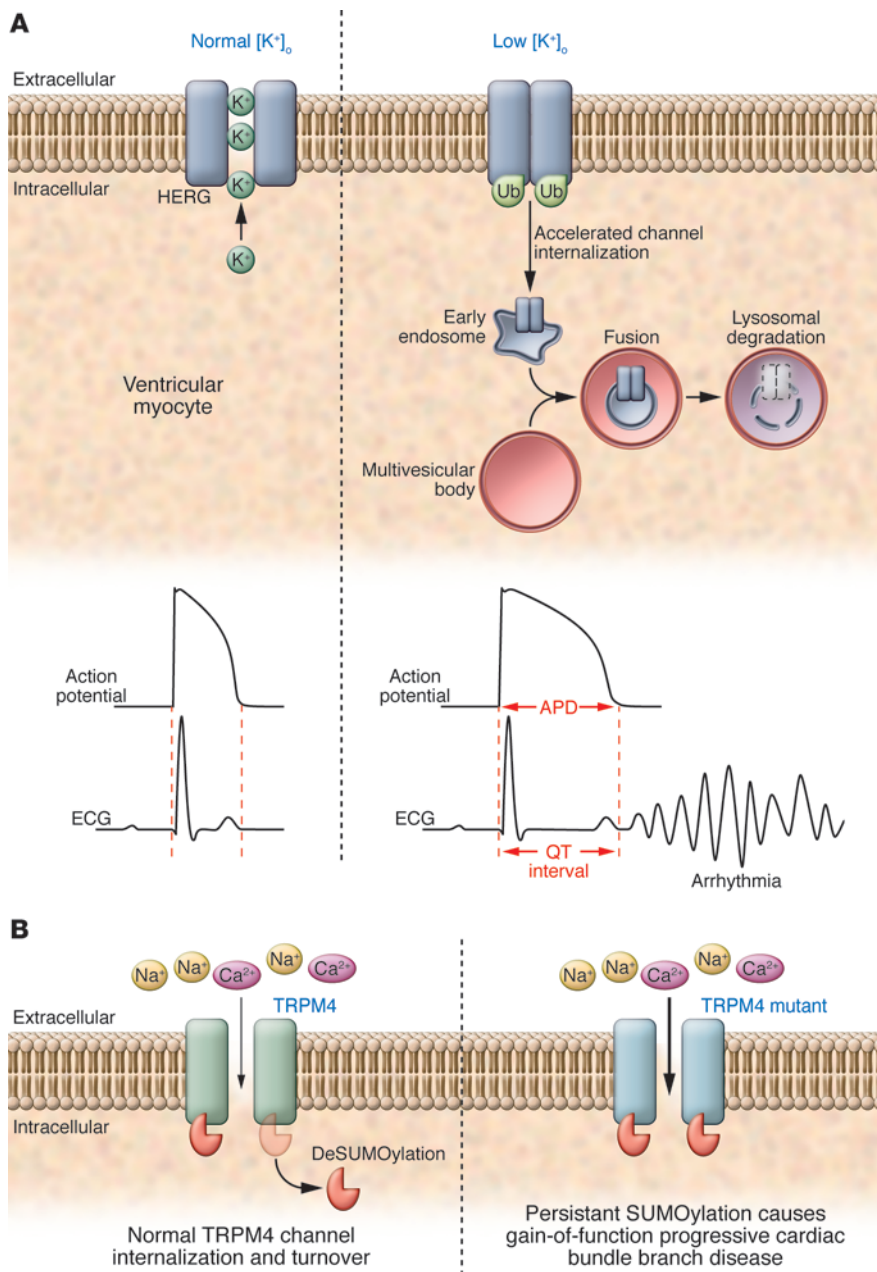 A
Normal [K⁺]ₒ
Low [K⁺]ₒ
Extracellular
K⁺
K⁺
K⁺
Intracellular
HERG
K⁺
Ub
Ub
Accelerated channel
internalization
Early
endosome
Fusion
Lysosomal
degradation
Ventricular
myocyte
Multivesicular
body
Action
potential
ECG
Action
potential
APD
ECG
QT
interval
Arrhythmia
B
Na⁺
Na⁺
Ca²⁺
Na⁺
Ca²⁺
Na⁺
Na⁺
Ca²⁺
Na⁺
Ca²⁺
Extracellular
TRPM4
TRPM4 mutant
Intracellular
DeSUMOylation
Normal TRPM4 channel
internalization and turnover
Persistant SUMOylation causes
gain-of-function progressive cardiac
bundle branch disease